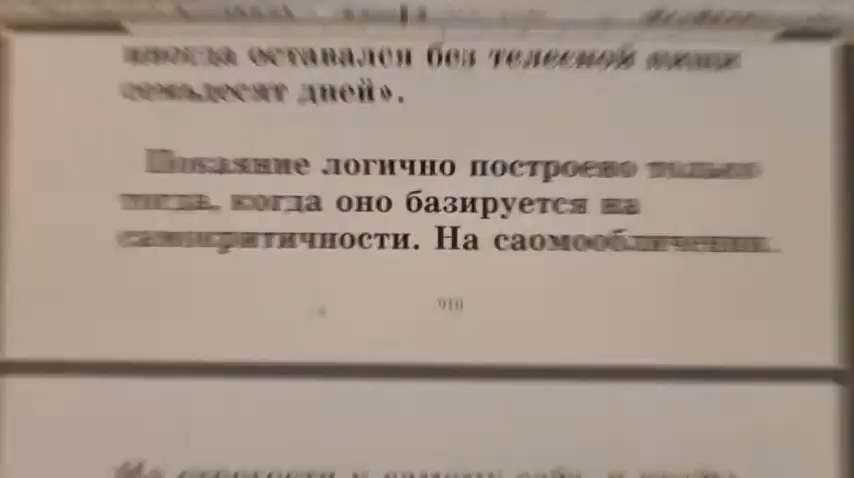 иногда оставался без телесной пищи
семьдесят дней».
Покаяние логично построено только
тогда, когда оно базируется на
самокритичности. На саомообличении.
910